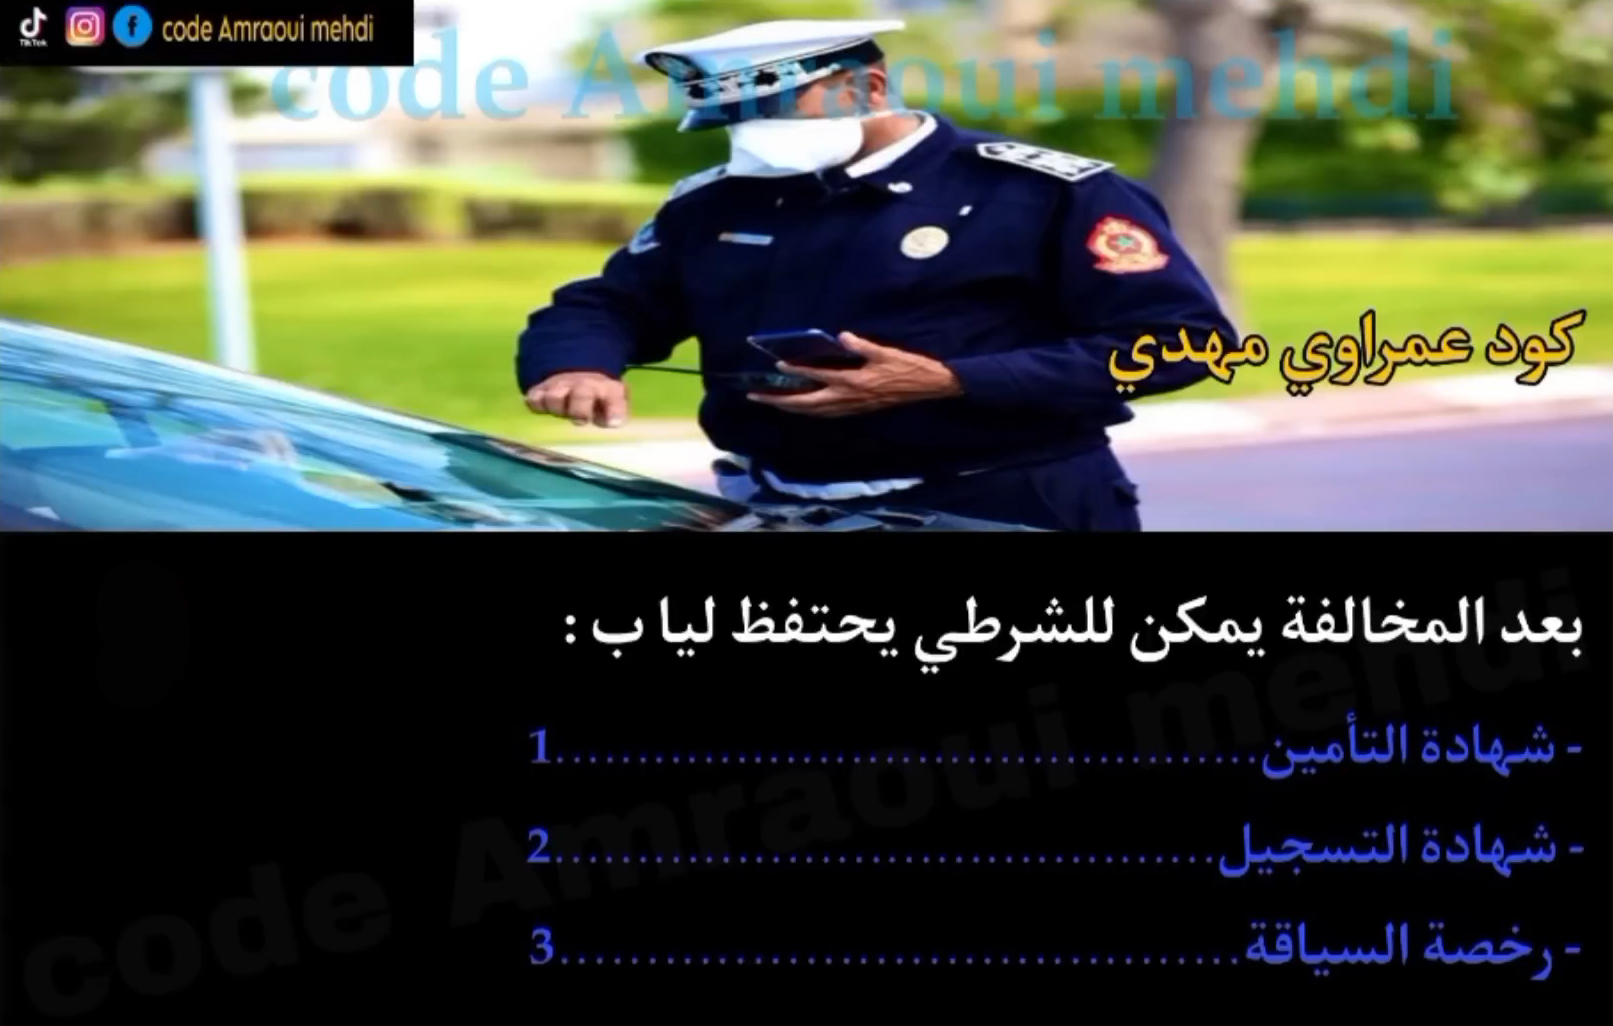 TikTok
code Amraoui mehdi
code Amraoui mehdi
كود عمراوي مهدي
بعد المخالفة يمكن للشرطي يحتفظ ليا ب :
- شهادة التأمين..........................................1
- شهادة التسجيل........................................2
- رخصة السياقة.........................................3
code Amraoui mehdi